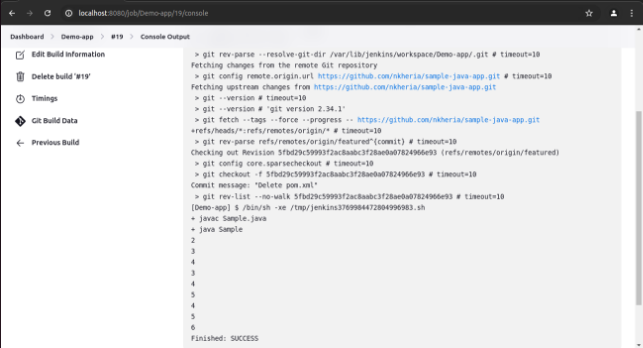 localhost:8080/job/Demo-app/19/console
Dashboard > Demo-app > #19 > Console Output
Edit Build Information
Delete build '#19'
Timings
Git Build Data
Previous Build
> git rev-parse --resolve-git-dir /var/lib/jenkins/workspace/Demo-app/.git # timeout=10
Fetching changes from the remote Git repository
> git config remote.origin.url https://github.com/nkheria/sample-java-app.git # timeout=10
Fetching upstream changes from https://github.com/nkheria/sample-java-app.git
> git --version # timeout=10
> git --version # 'git version 2.34.1'
> git fetch --tags --force --progress -- https://github.com/nkheria/sample-java-app.git
+refs/heads/*:refs/remotes/origin/* # timeout=10
> git rev-parse refs/remotes/origin/featured^{commit} # timeout=10
Checking out Revision 5fbd29c59993f2ac8aabc3f28ae0a07824966e93 (refs/remotes/origin/featured)
> git config core.sparsecheckout # timeout=10
> git checkout -f 5fbd29c59993f2ac8aabc3f28ae0a07824966e93 # timeout=10
Commit message: "Delete pom.xml"
> git rev-list --no-walk 5fbd29c59993f2ac8aabc3f28ae0a07824966e93 # timeout=10
[Demo-app] $ /bin/sh -xe /tmp/jenkins3769984472804996983.sh
+ javac Sample.java
+ java Sample
2
3
4
3
4
5
4
5
6
Finished: SUCCESS